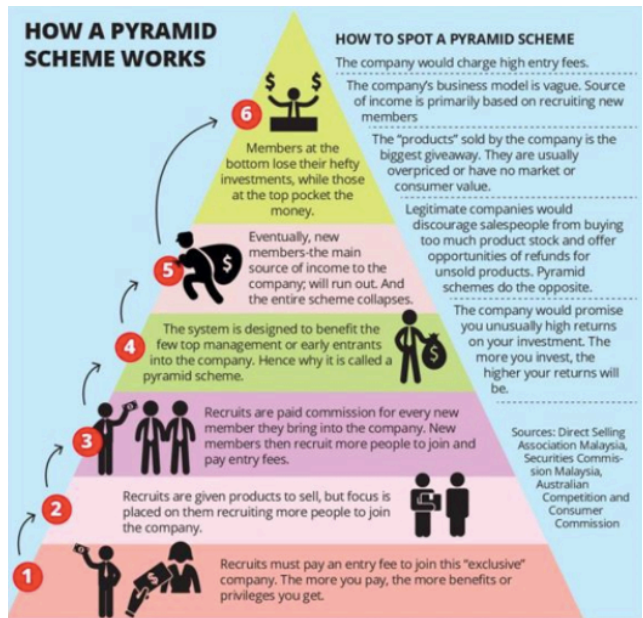 HOW A PYRAMID
SCHEME WORKS
HOW TO SPOT A PYRAMID SCHEME
The company would charge high entry fees.
The company's business model is vague. Source
of income is primarily based on recruiting new
members
The "products" sold by the company is the
biggest giveaway. They are usually
overpriced or have no market or
consumer value.
Legitimate companies would
discourage salespeople from buying
too much product stock and offer
opportunities of refunds for
unsold products. Pyramid
schemes do the opposite.
The company would promise
you unusually high returns
on your investment. The
more you invest, the
higher your returns will
be.
Sources: Direct Selling
Association Malaysia,
Securities Commis-
sion Malaysia,
Australian
Competition and
Consumer
Commission
$ $
6
Members at the
bottom lose their hefty
investments, while those
at the top pocket the
money.
5
$
Eventually, new
members-the main
source of income to the
company; will run out. And
the entire scheme collapses.
4
The system is designed to benefit the
few top management or early entrants
into the company. Hence why it is called a
pyramid scheme.
$
3
Recruits are paid commission for every new
member they bring into the company. New
members then recruit more people to join and
pay entry fees.
2
Recruits are given products to sell, but focus is
placed on them recruiting more people to join
the company.
1
$
Recruits must pay an entry fee to join this "exclusive"
company. The more you pay, the more benefits or
privileges you get.